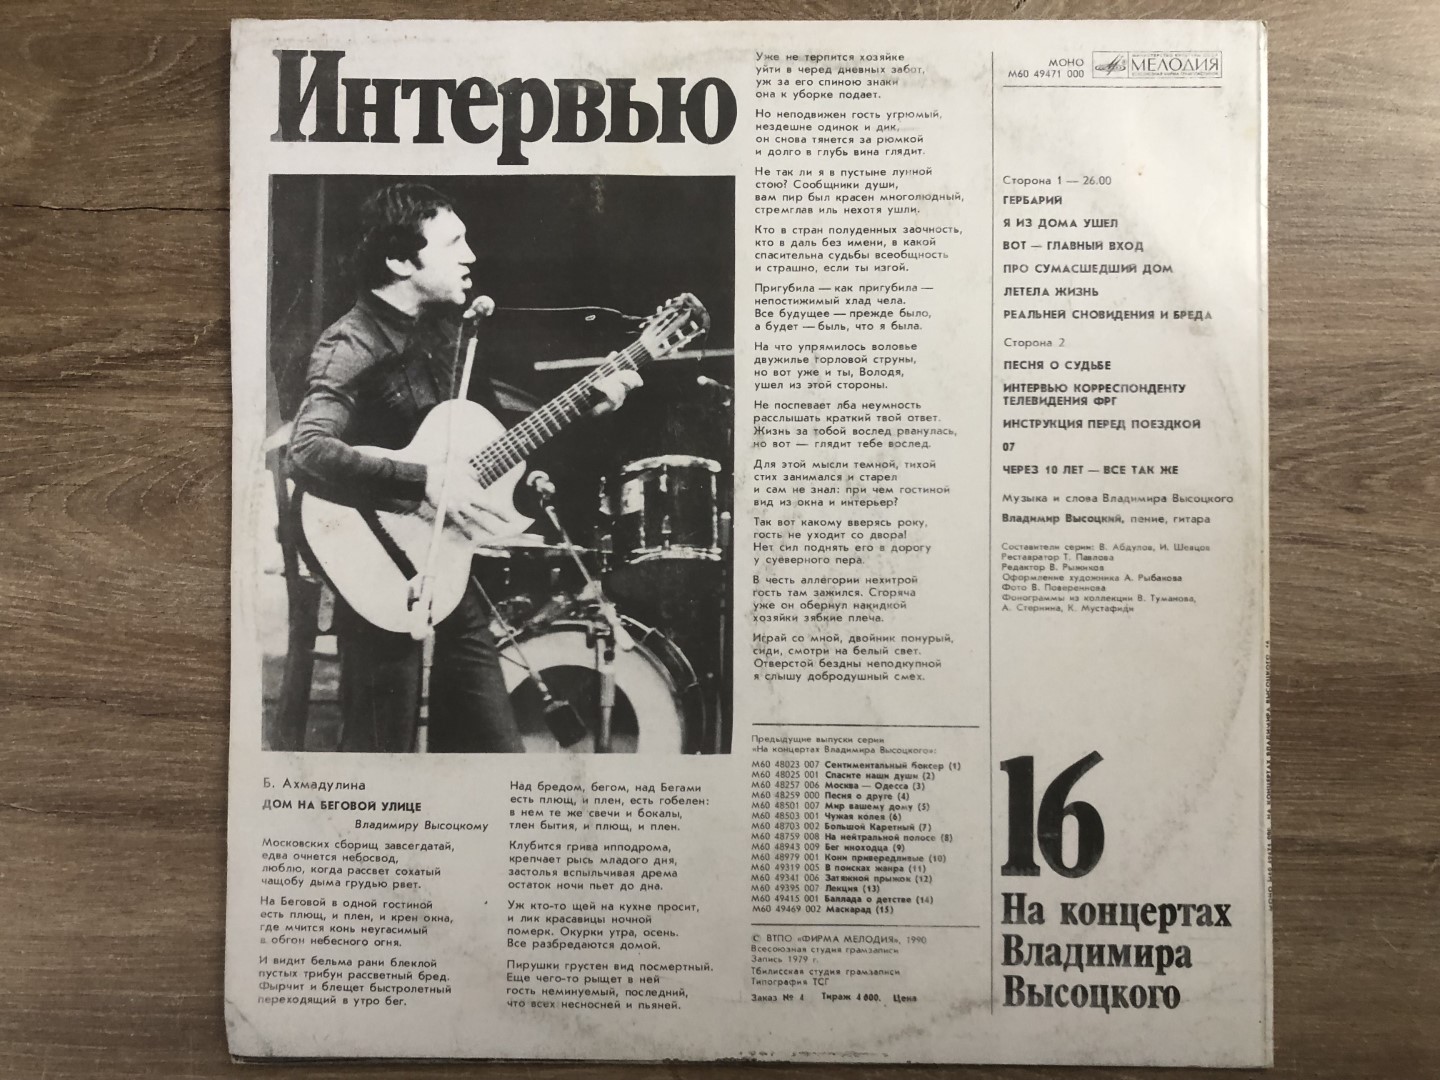 Интервью
Б. Ахмадулина
ДОМ НА БЕГОВОЙ УЛИЦЕ
Владимиру Высоцкому
Московских сборищ завсегдатай,
едва очнется небосвод,
люблю, когда рассвет сохатый
чащобу дыма грудью рвет.
На Беговой в одной гостиной
есть плющ, и плен, и крен окна,
где мчится конь неугасимый
в обгон небесного огня.
И видит бельма рани блеклой
пустых трибун рассветный бред.
Фырчит и блещет быстролетный
переходящий в утро бег.
Над бредом, бегом, над Бегами
есть плющ, и плен, есть гобелен:
в нем те же свечи и бокалы,
тлен бытия, и плющ, и плен.
Клубится грива ипподрома,
крепчает рысь младого дня,
застолья вспыльчивая дрема
остаток ночи пьет до дна.
Уж кто-то щей на кухне просит,
и лик красавицы ночной
померк. Окурки утра, осень.
Все разбредаются домой.
Пирушки грустен вид посмертный.
Еще чего-то рыщет в ней
гость неминуемый, последний,
что всех несносней и пьяней.
Уже не терпится хозяйке
уйти в черед дневных забот,
уж за его спиною знаки
она к уборке подает.
Но неподвижен гость угрюмый,
нездешне одинок и дик,
он снова тянется за рюмкой
и долго в глубь вина глядит.
Не так ли я в пустыне лунной
стою? Сообщники души,
вам пир был красен многолюдный,
стремглав иль нехотя ушли.
Кто в стран полуденных заочность,
кто в даль без имени, в какой
спасительна судьбы всеобщность
и страшно, если ты изгой.
Пригубила — как пригубила —
непостижимый хлад чела.
Все будущее — прежде было,
а будет — быль, что я была.
На что упрямилось воловье
двужилье горловой струны,
но вот уже и ты, Володя,
ушел из этой стороны.
Не поспевает лба неумность
расслышать краткий твой ответ.
Жизнь за тобой вослед рванулась,
но вот — глядит тебе вослед.
Для этой мысли темной, тихой
стих занимался и старел
и сам не знал: при чем гостиной
вид из окна и интерьер?
Так вот какому вверясь року,
гость не уходит со двора!
Нет сил поднять его в дорогу
у суеверного пера.
В честь аллегории нехитрой
гость там зажился. Сгоряча
уже он обернул накидкой
хозяйки зябкие плеча.
Играй со мной, двойник понурый,
сиди, смотри на белый свет.
Отверстой бездны неподкупной
я слышу добродушный смех.
Предыдущие выпуски серии
«На концертах Владимира Высоцкого»:
М60 48023 007 Сентиментальный боксер (1)
М60 48025 001 Спасите наши души (2)
М60 48257 006 Москва — Одесса (3)
М60 48259 000 Песня о друге (4)
М60 48501 007 Мир вашему дому (5)
М60 48503 001 Чужая колея (6)
М60 48703 002 Большой Каретный (7)
М60 48759 008 На нейтральной полосе (8)
М60 48943 009 Бег иноходца (9)
М60 48979 001 Кони привередливые (10)
М60 49319 005 В поисках жанра (11)
М60 49341 006 Затяжной прыжок (12)
М60 49395 007 Лекция (13)
М60 49415 001 Баллада о детстве (14)
М60 49469 002 Маскарад (15)
© ВТПО «ФИРМА МЕЛОДИЯ», 1990
Всесоюзная студия грамзаписи
Запись 1979 г.
Тбилисская студия грамзаписи
Типография ТСГ
Заказ № 1 Тираж 4 000. Цена
МОНО
М60 49471 000
МЕЛОДИЯ
Сторона 1 — 26.00
ГЕРБАРИЙ
Я ИЗ ДОМА УШЕЛ
ВОТ — ГЛАВНЫЙ ВХОД
ПРО СУМАСШЕДШИЙ ДОМ
ЛЕТЕЛА ЖИЗНЬ
РЕАЛЬНЕЙ СНОВИДЕНИЯ И БРЕДА
Сторона 2
ПЕСНЯ О СУДЬБЕ
ИНТЕРВЬЮ КОРРЕСПОНДЕНТУ
ТЕЛЕВИДЕНИЯ ФРГ
ИНСТРУКЦИЯ ПЕРЕД ПОЕЗДКОЙ
07
ЧЕРЕЗ 10 ЛЕТ — ВСЕ ТАК ЖЕ
Музыка и слова Владимира Высоцкого
Владимир Высоцкий, пение, гитара
Составители серии: В. Абдулов, И. Шевцов
Реставратор Т. Павлова
Редактор В. Рыжиков
Оформление художника А. Рыбакова
Фото В. Повереннова
Фонограммы из коллекции В. Туманова,
А. Стернина, К. Мустафиди
16
На концертах
Владимира
Высоцкого